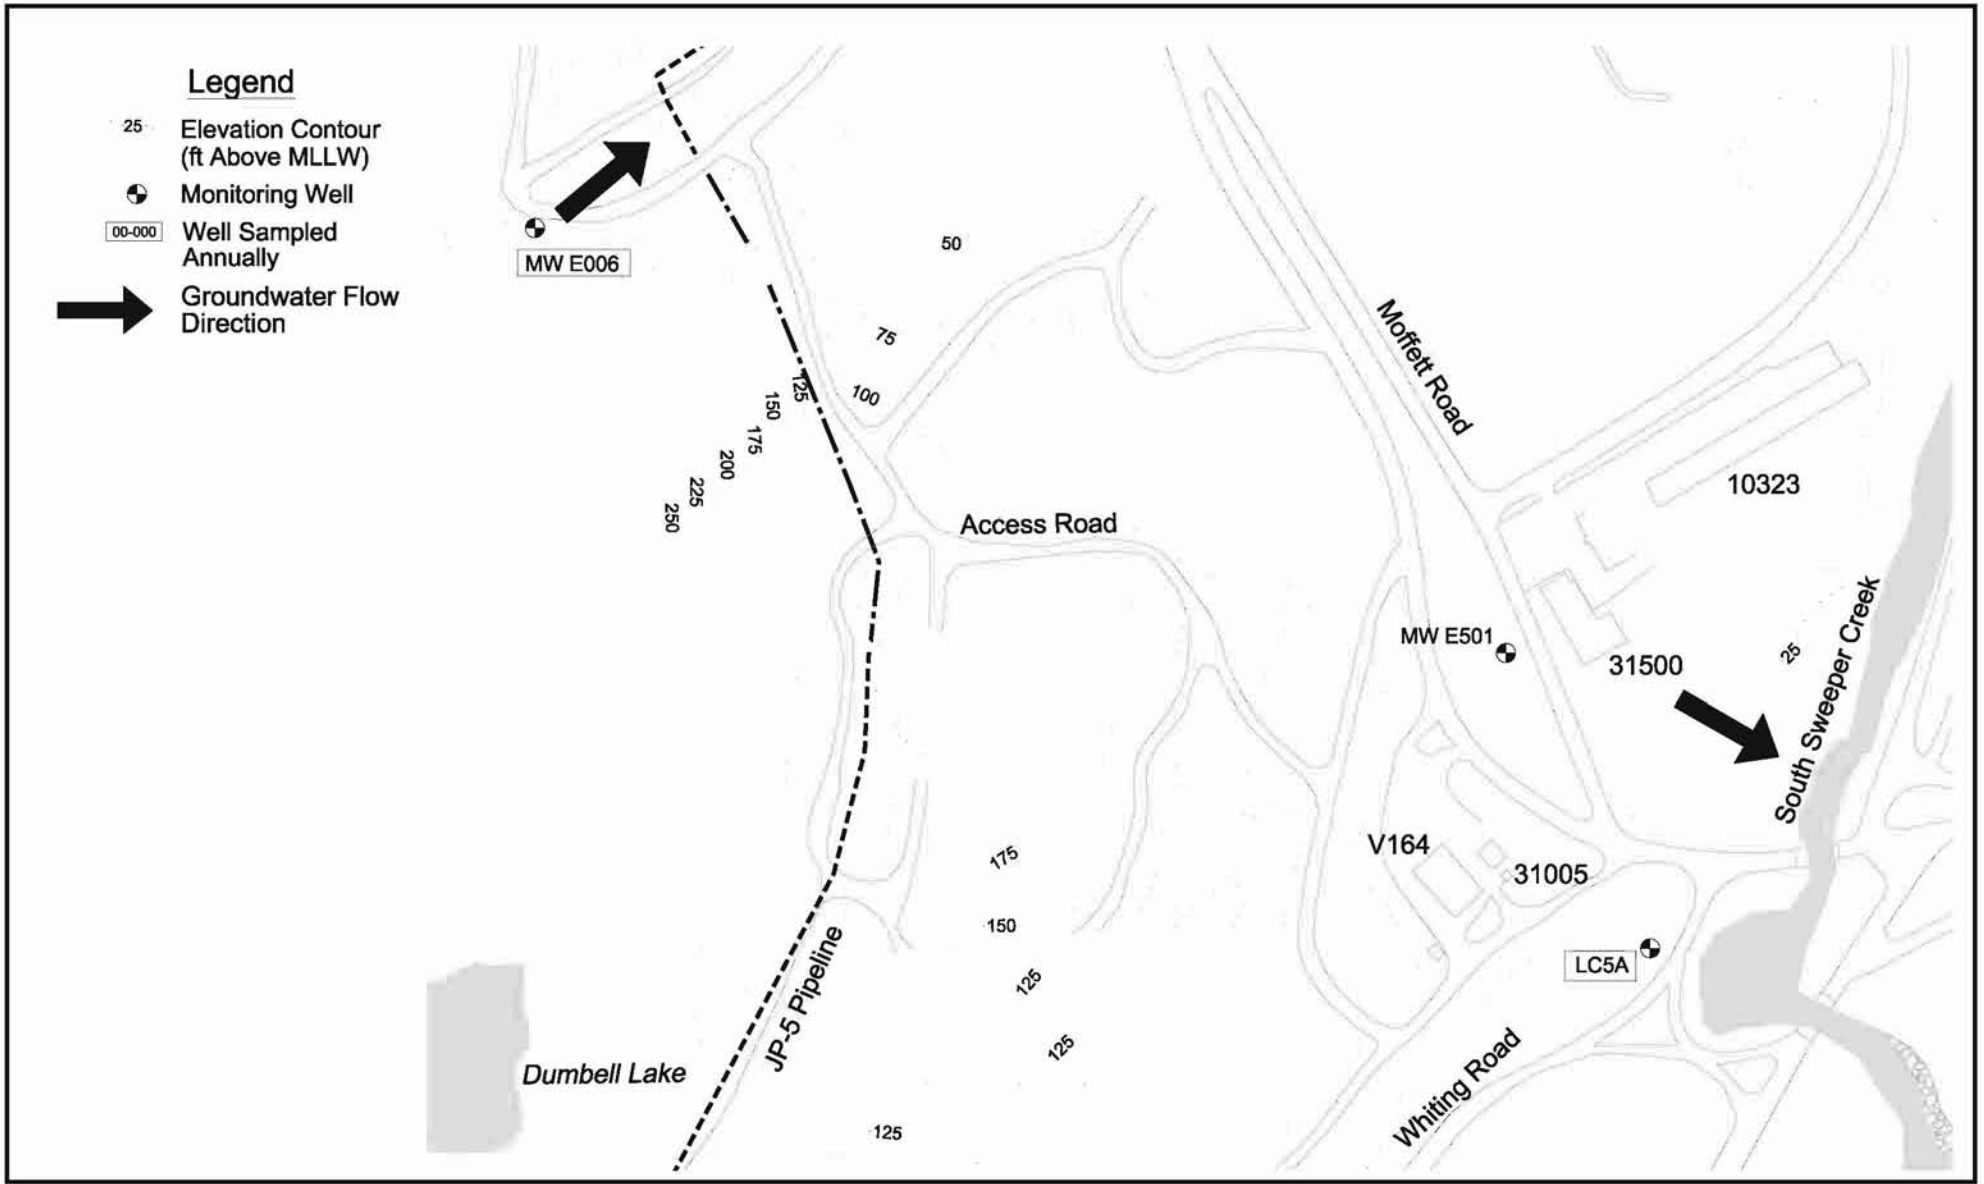 Legend
25
Elevation Contour
(ft Above MLLW)
Monitoring Well
00-000
Well Sampled
Annually
Groundwater Flow
Direction
MW E006
50
75
100
125
150
175
200
225
250
Moffett Road
10323
Access Road
MW E501
31500
25
South Sweeper Creek
V164
31005
175
150
125
125
125
LC5A
JP-5 Pipeline
Dumbell Lake
Whiting Road